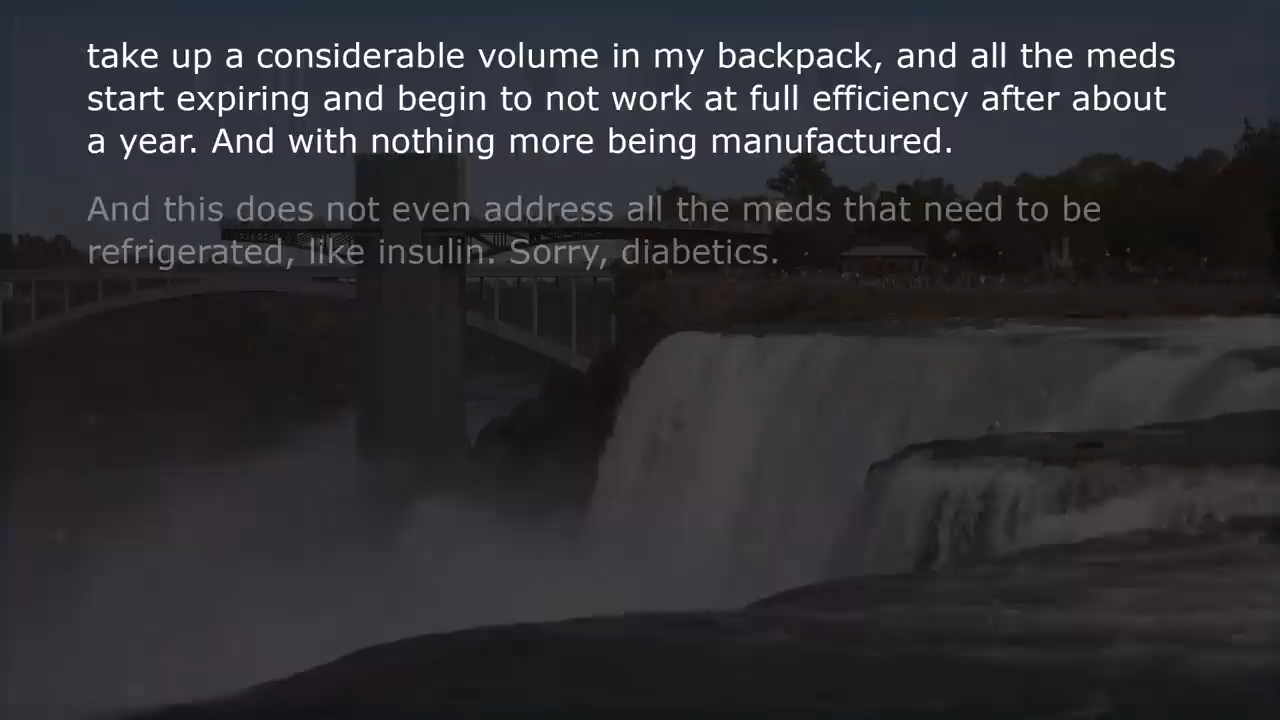 take up a considerable volume in my backpack, and all the meds
start expiring and begin to not work at full efficiency after about
a year. And with nothing more being manufactured.
And this does not even address all the meds that need to be
refrigerated, like insulin. Sorry, diabetics.